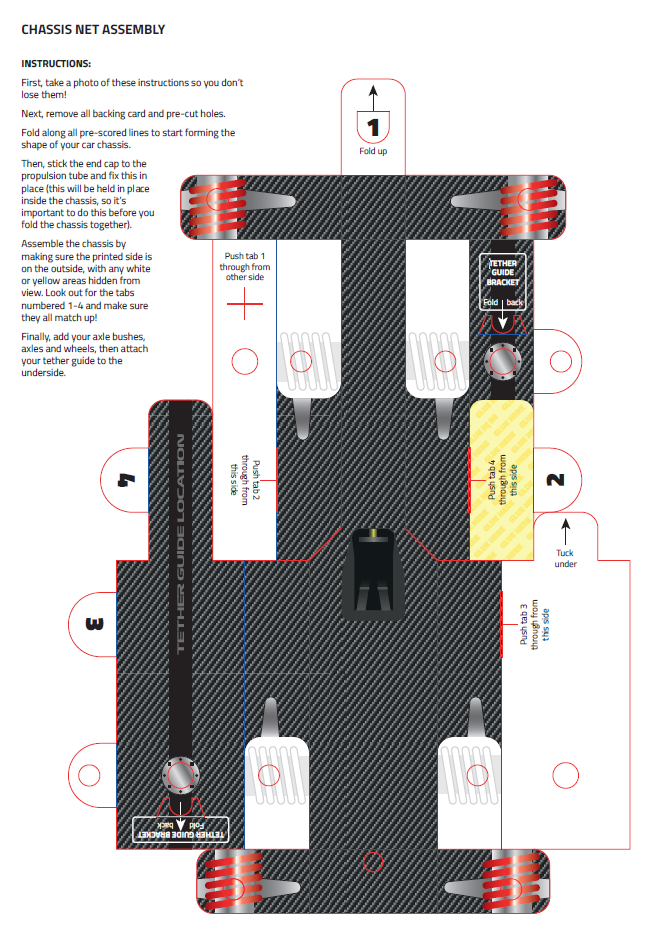 CHASSIS NET ASSEMBLY
INSTRUCTIONS:
First, take a photo of these instructions so you don't
lose them!
Next, remove all backing card and pre-cut holes.
Fold along all pre-scored lines to start forming the
shape of your car chassis.
Then, stick the end cap to the
propulsion tube and fix this in
place (this will be held in place
inside the chassis, so it's
important to do this before you
fold the chassis together).
Assemble the chassis by
making sure the printed side is
on the outside, with any white
or yellow areas hidden from
view. Look out for the tabs
numbered 1-4 and make sure
they all match up!
Finally, add your axle bushes,
axles and wheels, then attach
your tether guide to the
underside.
1
Fold up
Push tab 1
through from
other side
TETHER
GUIDE
BRACKET
Fold back
4
TETHER GUIDE LOCATION
Push tab 2
through from
this side
Push tab 4
through from
this side
2
Tuck
under
3
Push tab 3
through from
this side
Fold back
TETHER GUIDE BRACKET